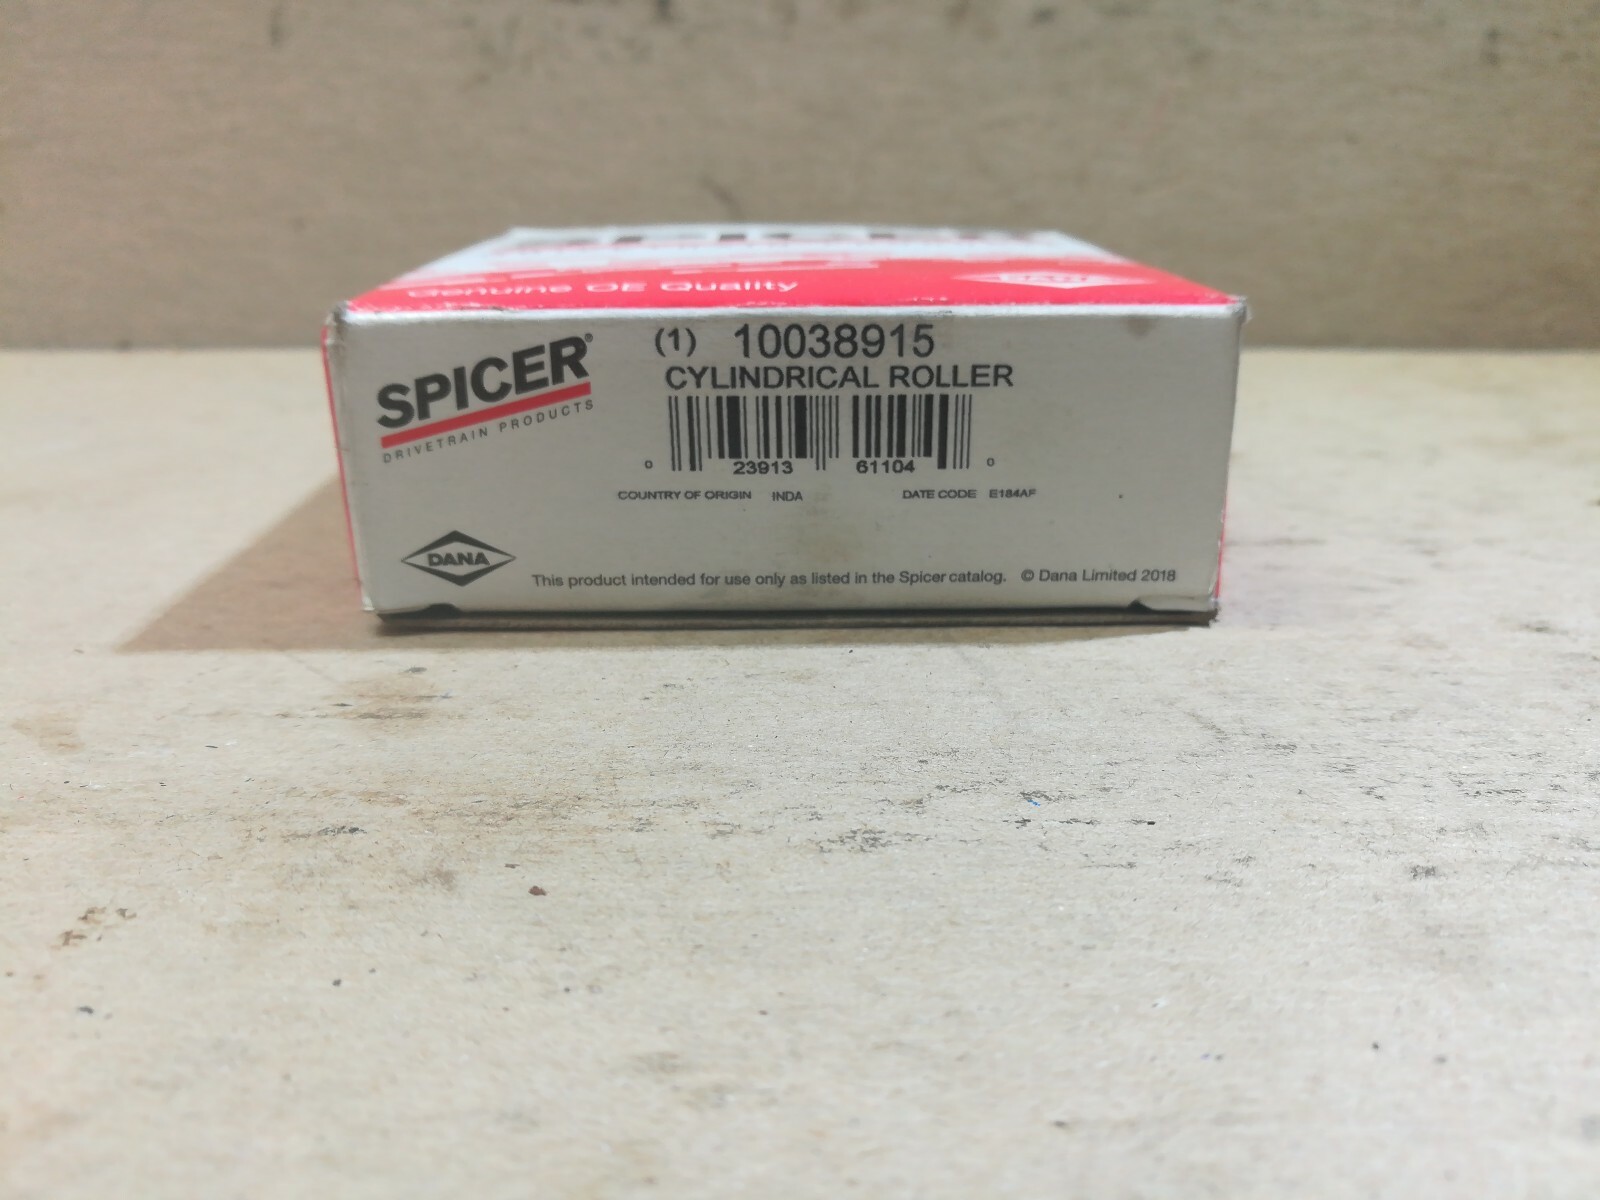 Genuine OE Quality
SPICER®
DRIVETRAIN PRODUCTS
(1) 10038915
CYLINDRICAL ROLLER
0 23913 61104 0
COUNTRY OF ORIGIN INDA DATE CODE E184AF
DANA
This product intended for use only as listed in the Spicer catalog. © Dana Limited 2018